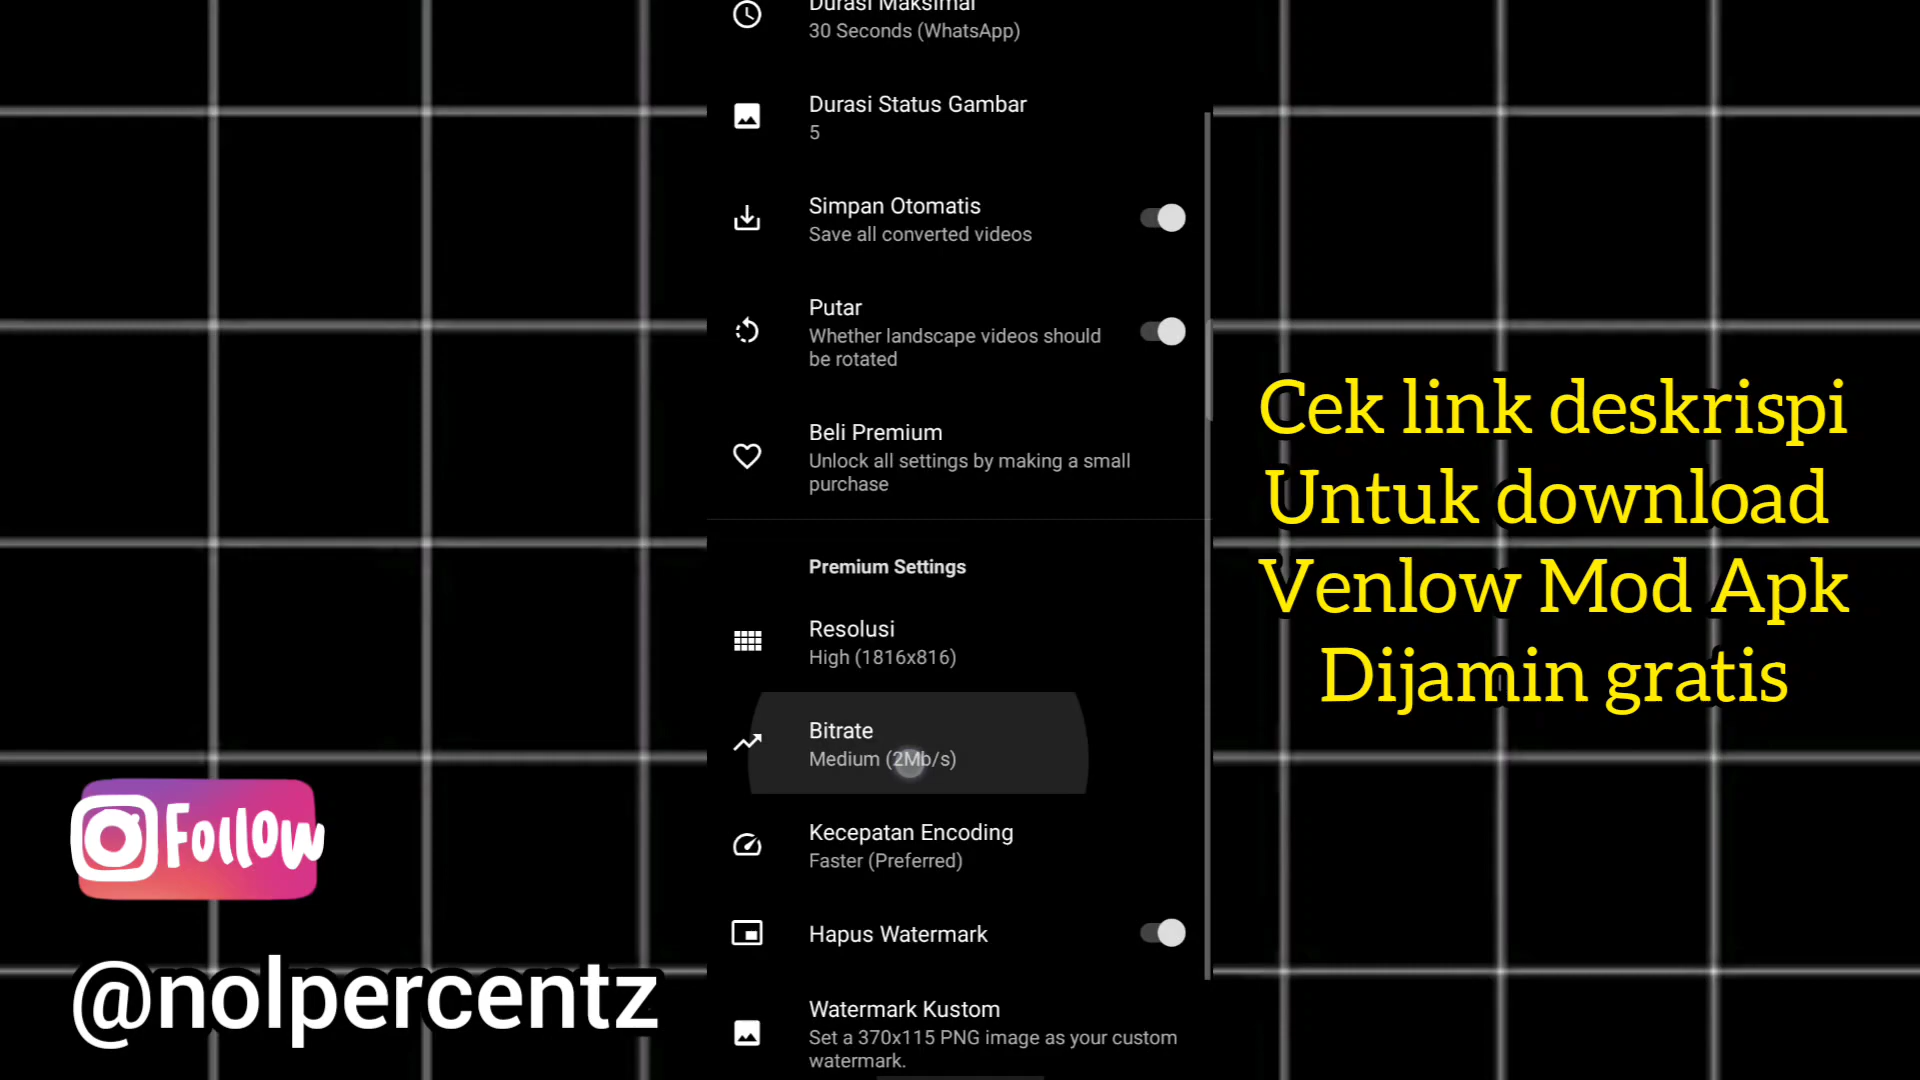 Durasi Maksimal
30 Seconds (WhatsApp)
Durasi Status Gambar
5
Simpan Otomatis
Save all converted videos
Putar
Whether landscape videos should
be rotated
Beli Premium
Unlock all settings by making a small
purchase
Premium Settings
Resolusi
High (1816x816)
Bitrate
Medium (2Mb/s)
Kecepatan Encoding
Faster (Preferred)
Hapus Watermark
Watermark Kustom
Set a 370x115 PNG image as your custom
watermark.
Cek link deskrispi
Untuk download
Venlow Mod Apk
Dijamin gratis
Follow
@nolpercentz